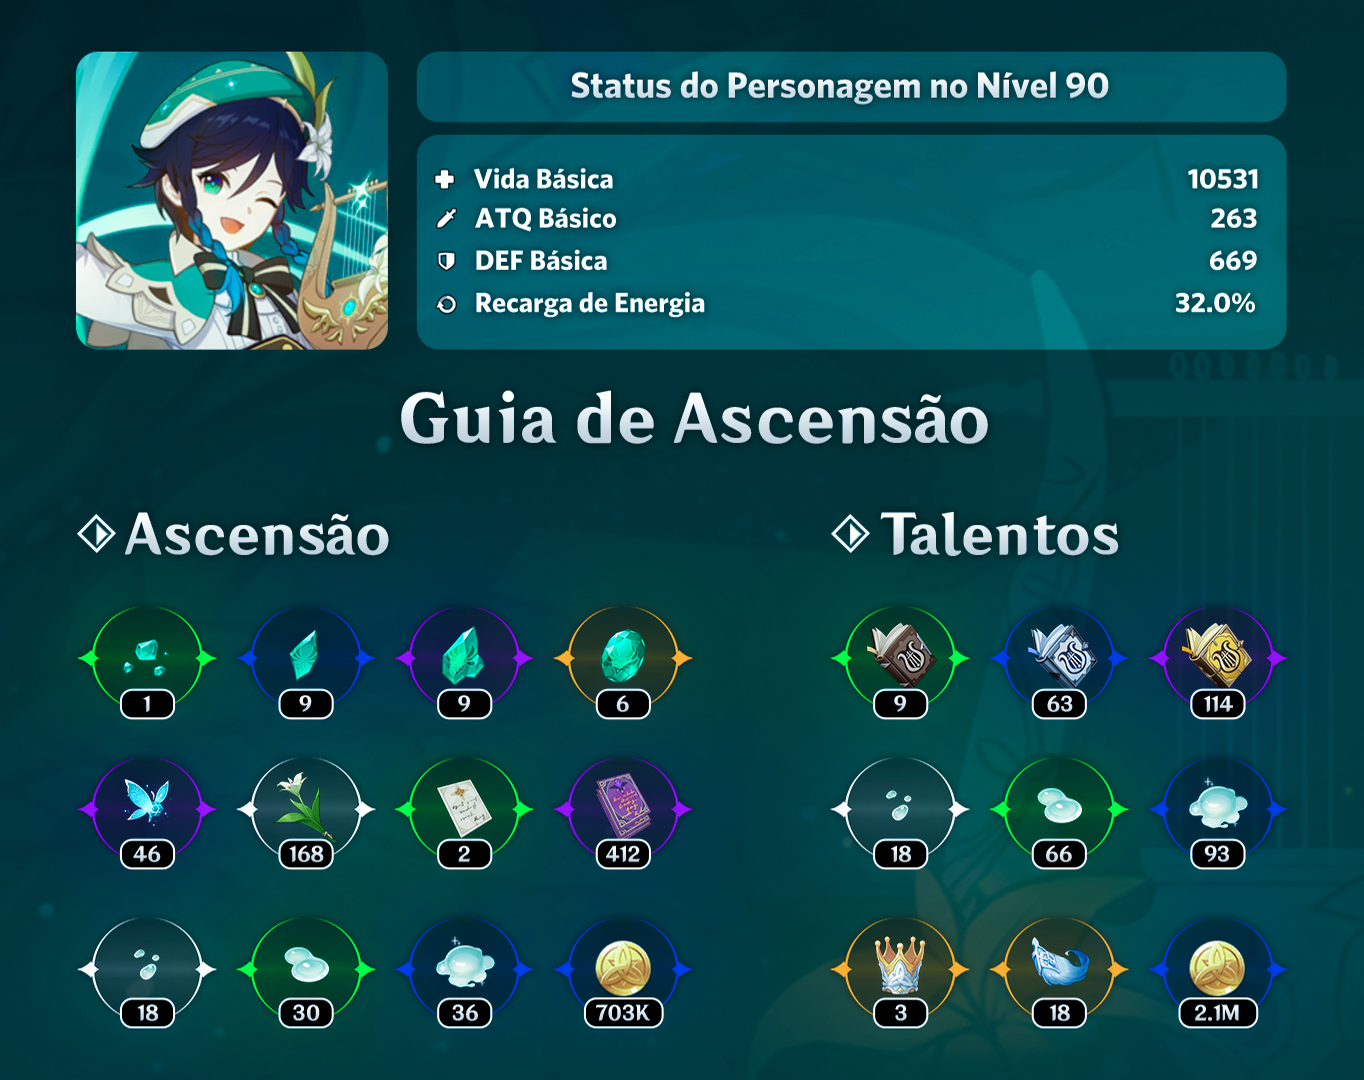 Status do Personagem no Nível 90
Vida Básica 10531
ATQ Básico 263
DEF Básica 669
Recarga de Energia 32.0%
Guia de Ascensão
Ascensão
1 9 9 6
46 168 2 412
18 30 36 703K
Talentos
9 63 114
18 66 93
3 18 2.1M